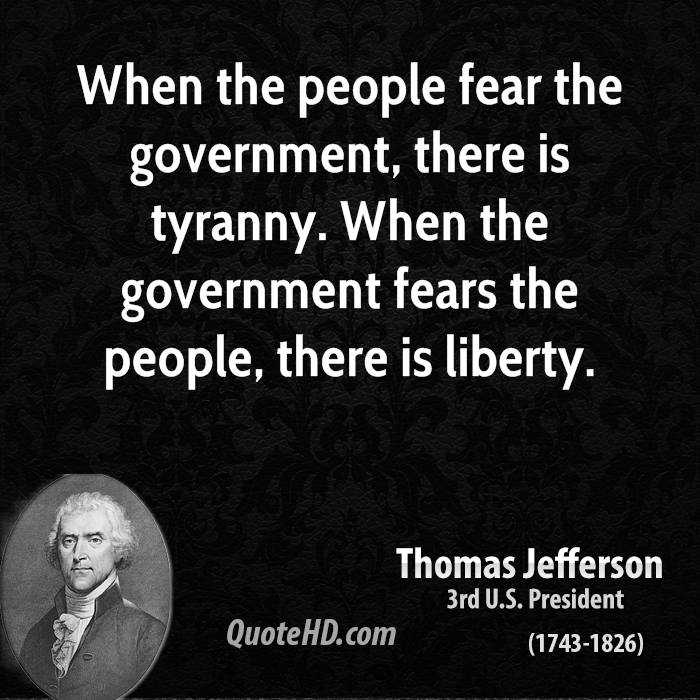 When the people fear the
government, there is
tyranny. When the
government fears the
people, there is liberty.
Thomas Jefferson
3rd U.S. President
QuoteHD.com
(1743-1826)